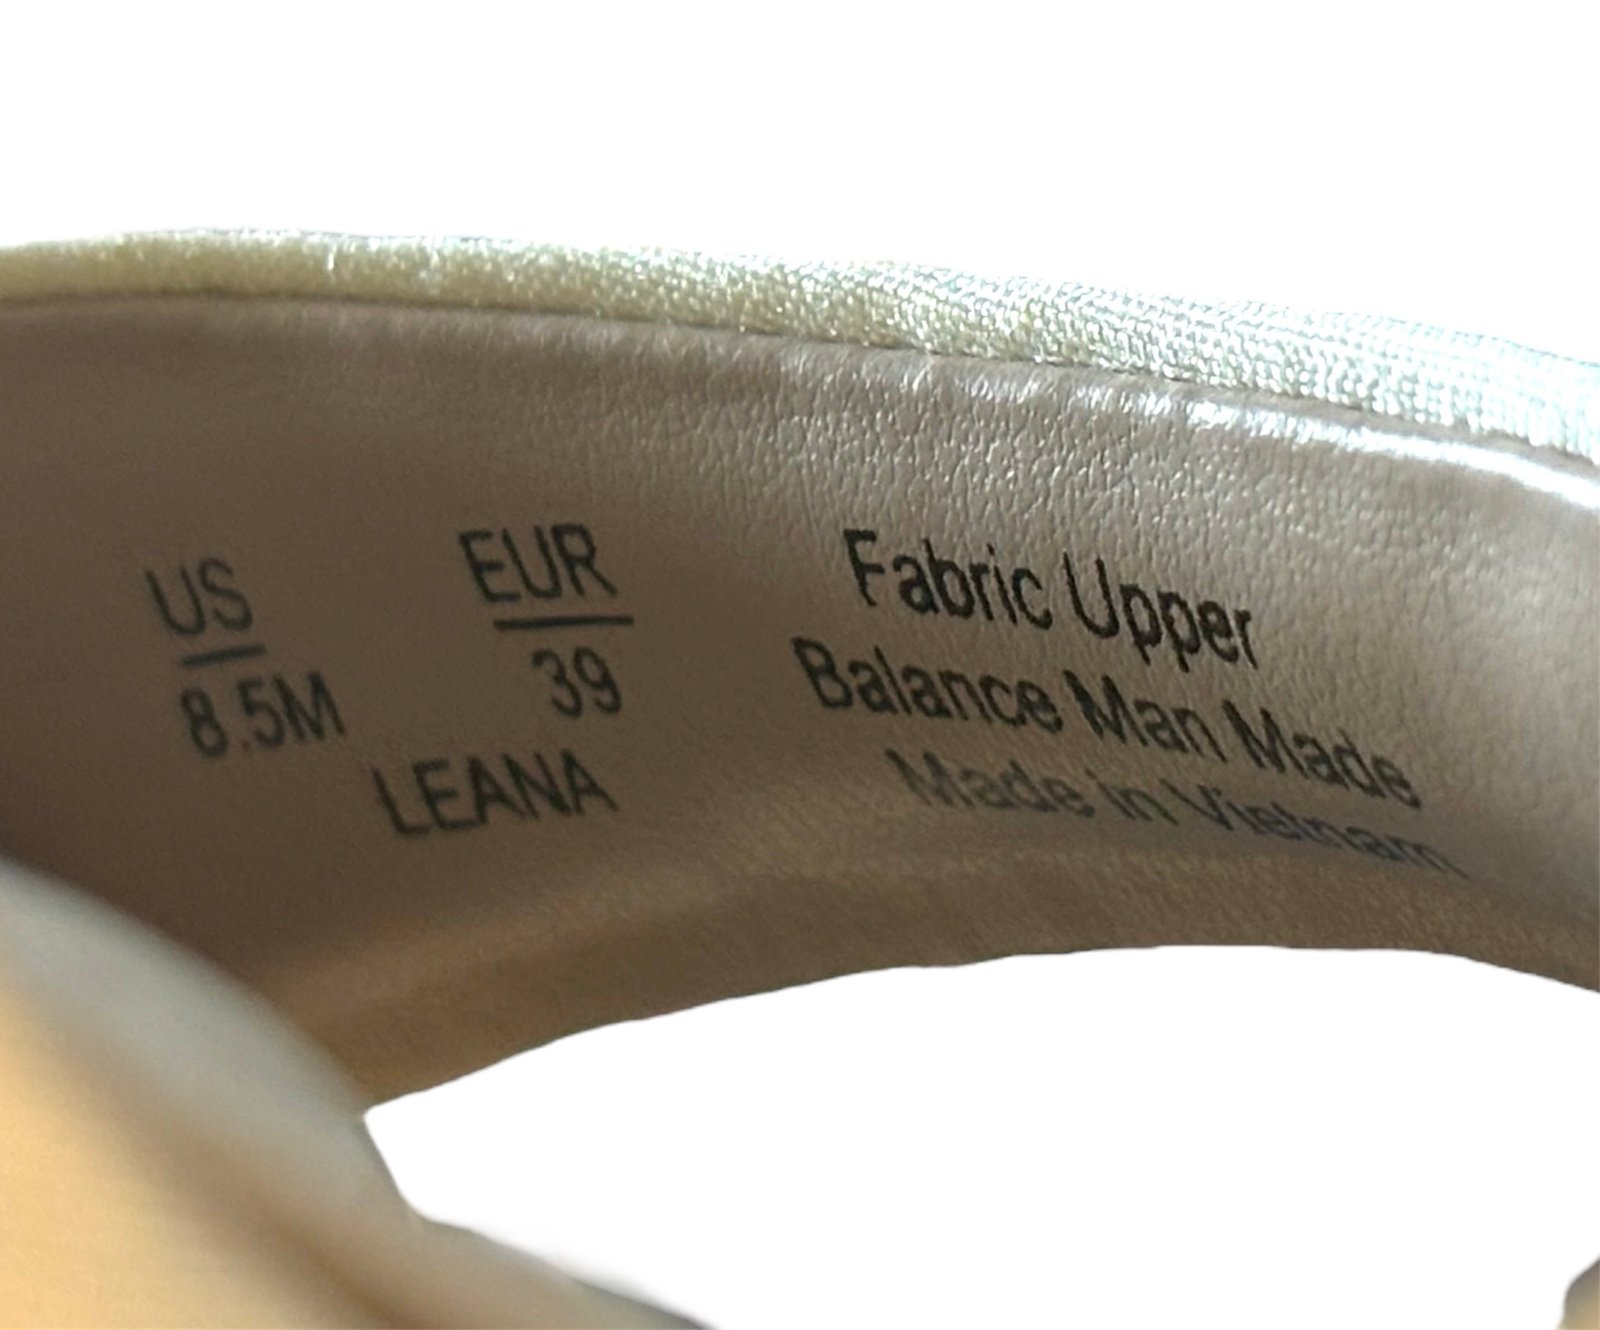 US EUR
8.5M 39
LEANA
Fabric Upper
Balance Man Made
Made in Vietnam